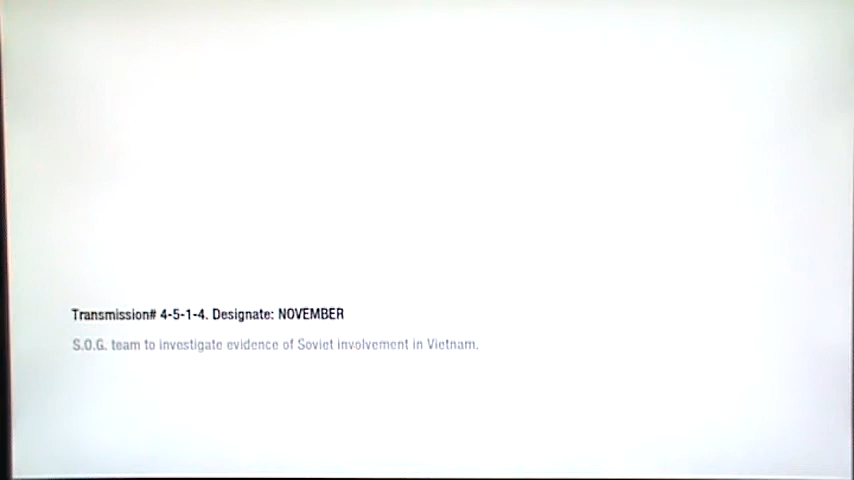 Transmission# 4-5-1-4. Designate: NOVEMBER
S.O.G. team to investigate evidence of Soviet involvement in Vietnam.